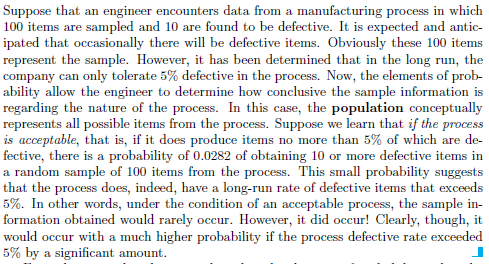 Suppose that an engineer encounters data from a manufacturing process in which
100 items are sampled and 10 are found to be defective. It is expected and antic-
ipated that occasionally there will be defective items. Obviously these 100 items
represent the sample. However, it has been determined that in the long run, the
company can only tolerate 5% defective in the process. Now, the elements of prob-
ability allow the engineer to determine how conclusive the sample information is
regarding the nature of the process. In this case, the population conceptually
represents all possible items from the process. Suppose we learn that if the process
is acceptable, that is, if it does produce items no more than 5% of which are de-
fective, there is a probability of 0.0282 of obtaining 10 or more defective items in
a random sample of 100 items from the process. This small probability suggests
that the process does, indeed, have a long-run rate of defective items that exceeds
5%. In other words, under the condition of an acceptable process, the sample in-
formation obtained would rarely occur. However, it did occur! Clearly, though, it
would occur with a much higher probability if the process defective rate exceeded
5% by a significant amount.